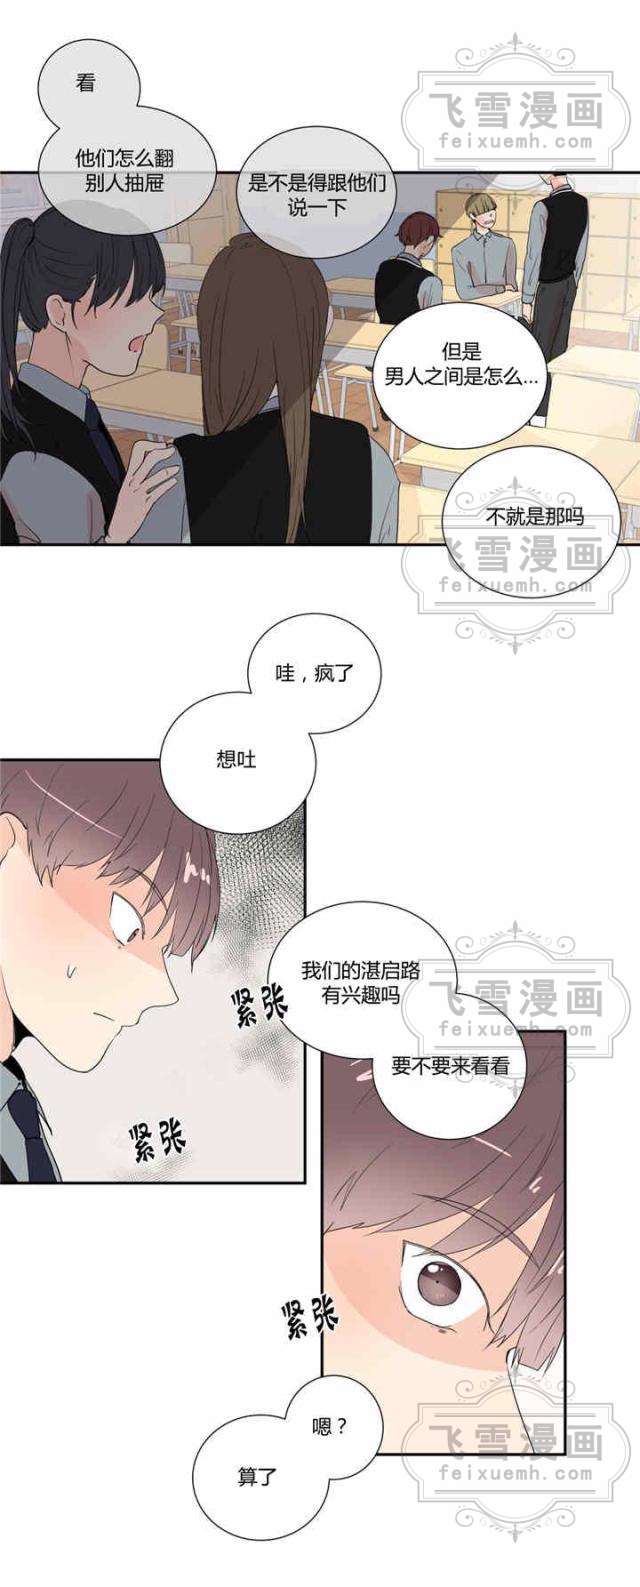 飞雪漫画
feixuemh.com
看
他们怎么翻
别人抽屉
是不是得跟他们
说一下
但是
男人之间是怎么...
不就是那吗
飞雪漫画
feixuemh.com
哇，疯了
想吐
我们的湛启路
有兴趣吗
飞雪漫画
feixuemh.com
紧张
要不要来看看
紧张
紧张
嗯？
算了
飞雪漫画
feixuemh.com